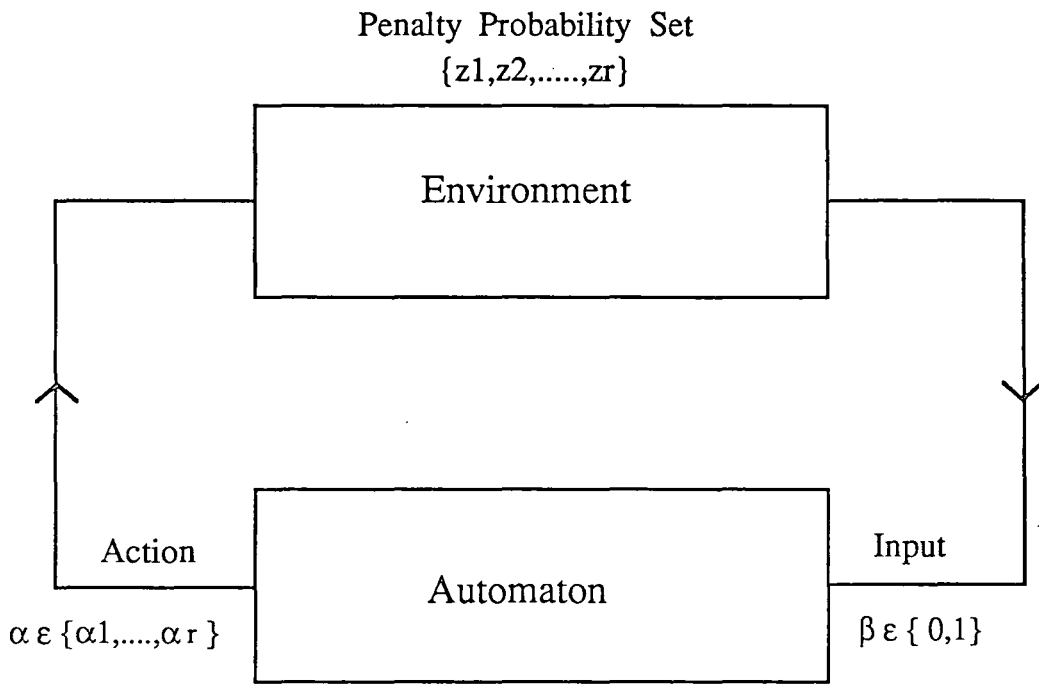 Penalty Probability Set
{z1,z2,.....,zr}
Environment
Action
Input
Automaton
α ε {α1,....,α r }
β ε { 0,1}